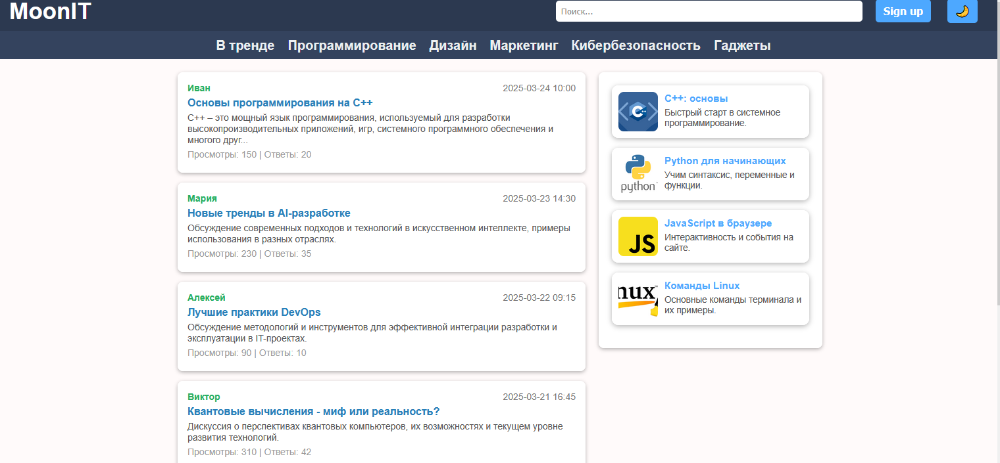 MoonIT
Поиск...
Sign up
В тренде Программирование Дизайн Маркетинг Кибербезопасность Гаджеты
Иван 2025-03-24 10:00
Основы программирования на C++
C++ – это мощный язык программирования, используемый для разработки
высокопроизводительных приложений, игр, системного программного обеспечения и
многого друг...
Просмотры: 150 | Ответы: 20
Мария 2025-03-23 14:30
Новые тренды в AI-разработке
Обсуждение современных подходов и технологий в искусственном интеллекте, примеры
использования в разных отраслях.
Просмотры: 230 | Ответы: 35
Алексей 2025-03-22 09:15
Лучшие практики DevOps
Обсуждение методологий и инструментов для эффективной интеграции разработки и
эксплуатации в IT-проектах.
Просмотры: 90 | Ответы: 10
Виктор 2025-03-21 16:45
Квантовые вычисления - миф или реальность?
Дискуссия о перспективах квантовых компьютеров, их возможностях и текущем уровне
развития технологий.
Просмотры: 310 | Ответы: 42
C++
C++: основы
Быстрый старт в системное
программирование.
python
Python для начинающих
Учим синтаксис, переменные и
функции.
JS
JavaScript в браузере
Интерактивность и события на
сайте.
nux
Команды Linux
Основные команды терминала и
их примеры.